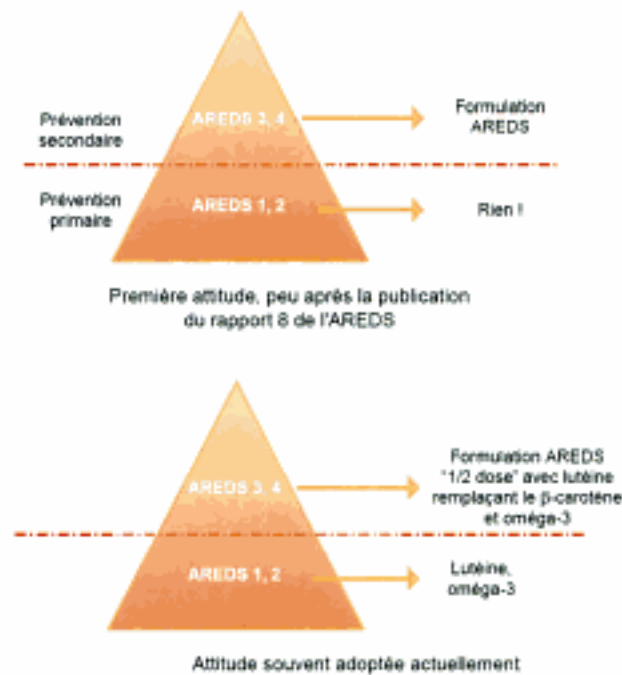 AREDS 3, 4
Prévention
secondaire
Formulation
AREDS
Prévention
primaire
AREDS 1, 2
Rien !
Première attitude, peu après la publication
du rapport 8 de l'AREDS
AREDS 3, 4
Formulation AREDS
"1/2 dose" avec lutéine
remplaçant le β-carotène
et oméga-3
AREDS 1, 2
Lutéine,
oméga-3
Attitude souvent adoptée actuellement